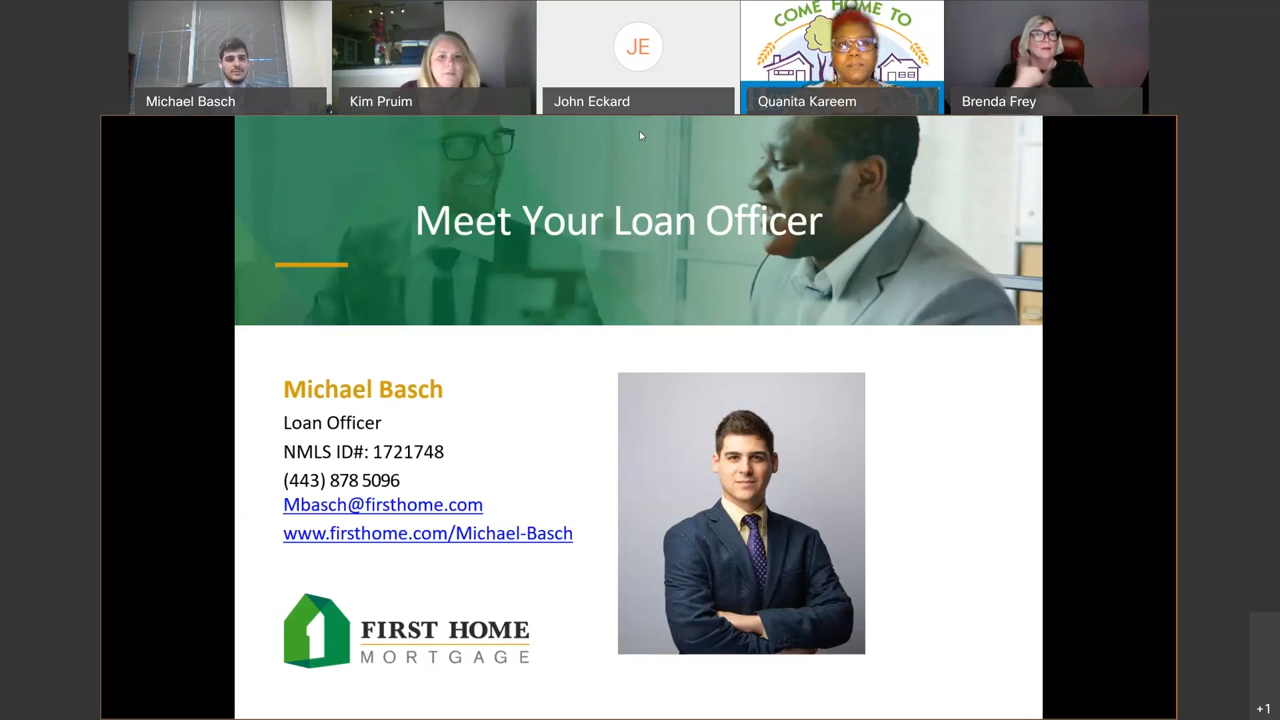 COME HOME TO
JE
Michael Basch
Kim Pruim
John Eckard
Quanita Kareem
Brenda Frey
Meet Your Loan Officer
Michael Basch
Loan Officer
NMLS ID#: 1721748
(443) 878 5096
Mbasch@firsthome.com
www.firsthome.com/Michael-Basch
1
FIRST HOME
MORTGAGE
+1